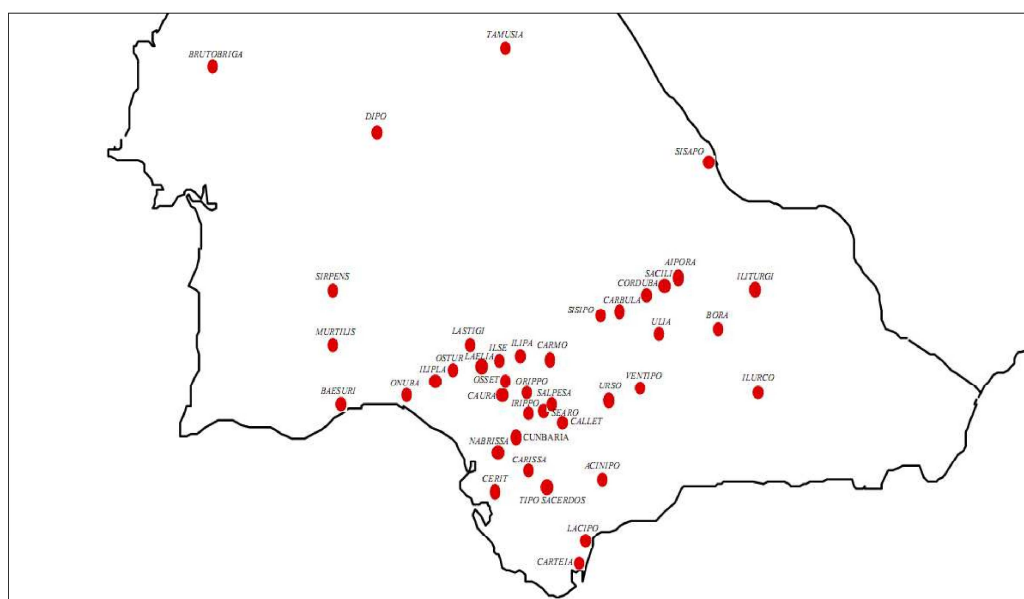 TAMUSIA
BRUTOBRIGA
DIPO
SISAPO
AIPORA
SACILI
ILITURGI
SIRPENS
CORDUBA
CARBULA
SISIPO
BORA
ULIA
MURTILIS
LASTIGI
ILSE
ILIPA
CARMO
OSTUR
LAELIA
ILIPLA
OSSET
ONUBA
BAESURI
CAURA
ORIPPO
SALPESA
URSO
VENTIPO
ILURCO
IRIPPO
SEARO
CALLET
CUNBARIA
NABRISSA
CARISSA
ACINIPO
CERIT
TIPO SACERDOS
LACIPO
CARTEIA